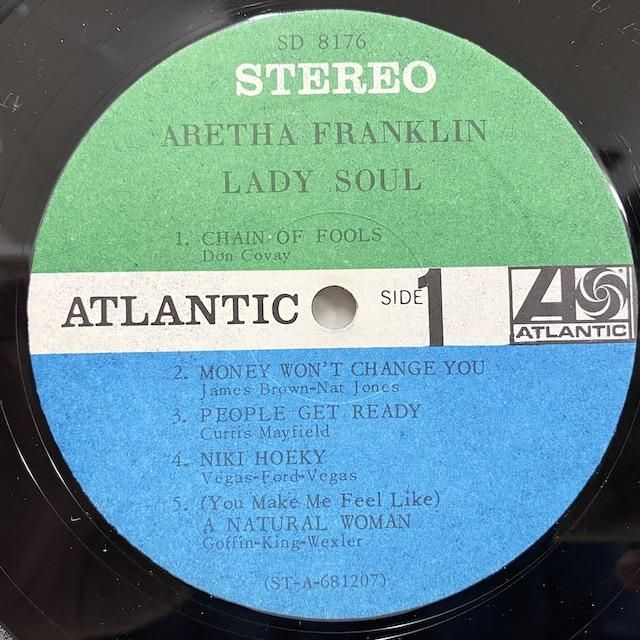 SD 8176
STEREO
ARETHA FRANKLIN
LADY SOUL
1. CHAIN OF FOOLS
Don Covay
ATLANTIC SIDE 1 ATLANTIC
2. MONEY WON'T CHANGE YOU
James Brown-Nat Jones
3. PEOPLE GET READY
Curtis Mayfield
4. NIKI HOEKY
Vegas-Ford-Vegas
5. (You Make Me Feel Like)
A NATURAL WOMAN
Goffin-King-Wexler
(ST-A-681207)